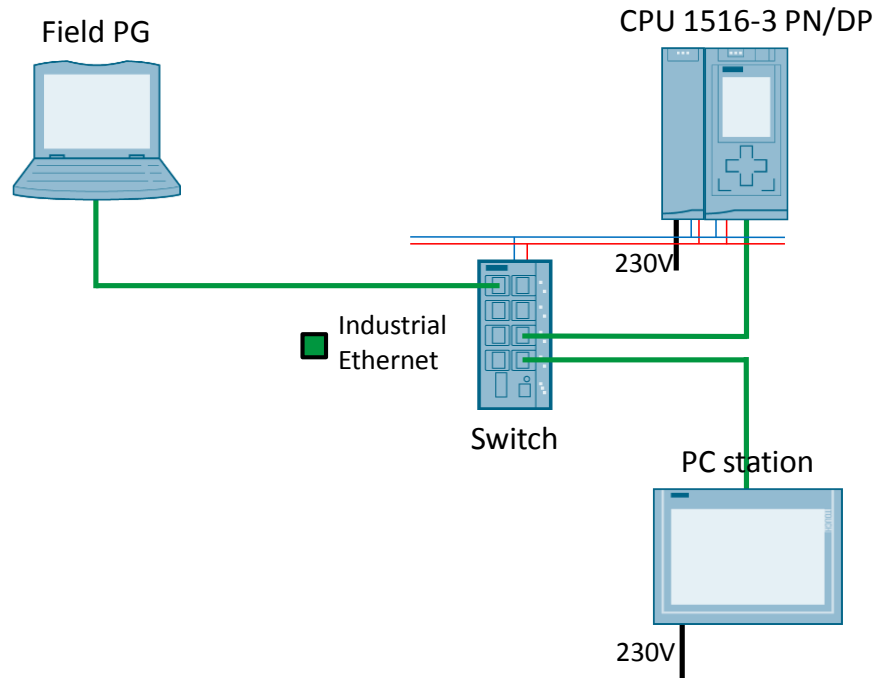 Field PG
CPU 1516-3 PN/DP
230V
Industrial
Ethernet
Switch
PC station
230V